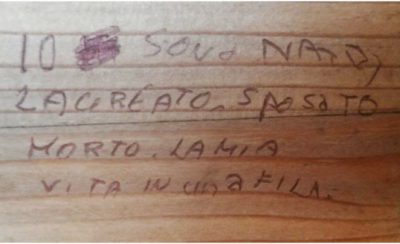 IO SONO NATO,
LAUREATO. SPOSATO
MORTO. LA MIA
VITA IN UNA FILA.